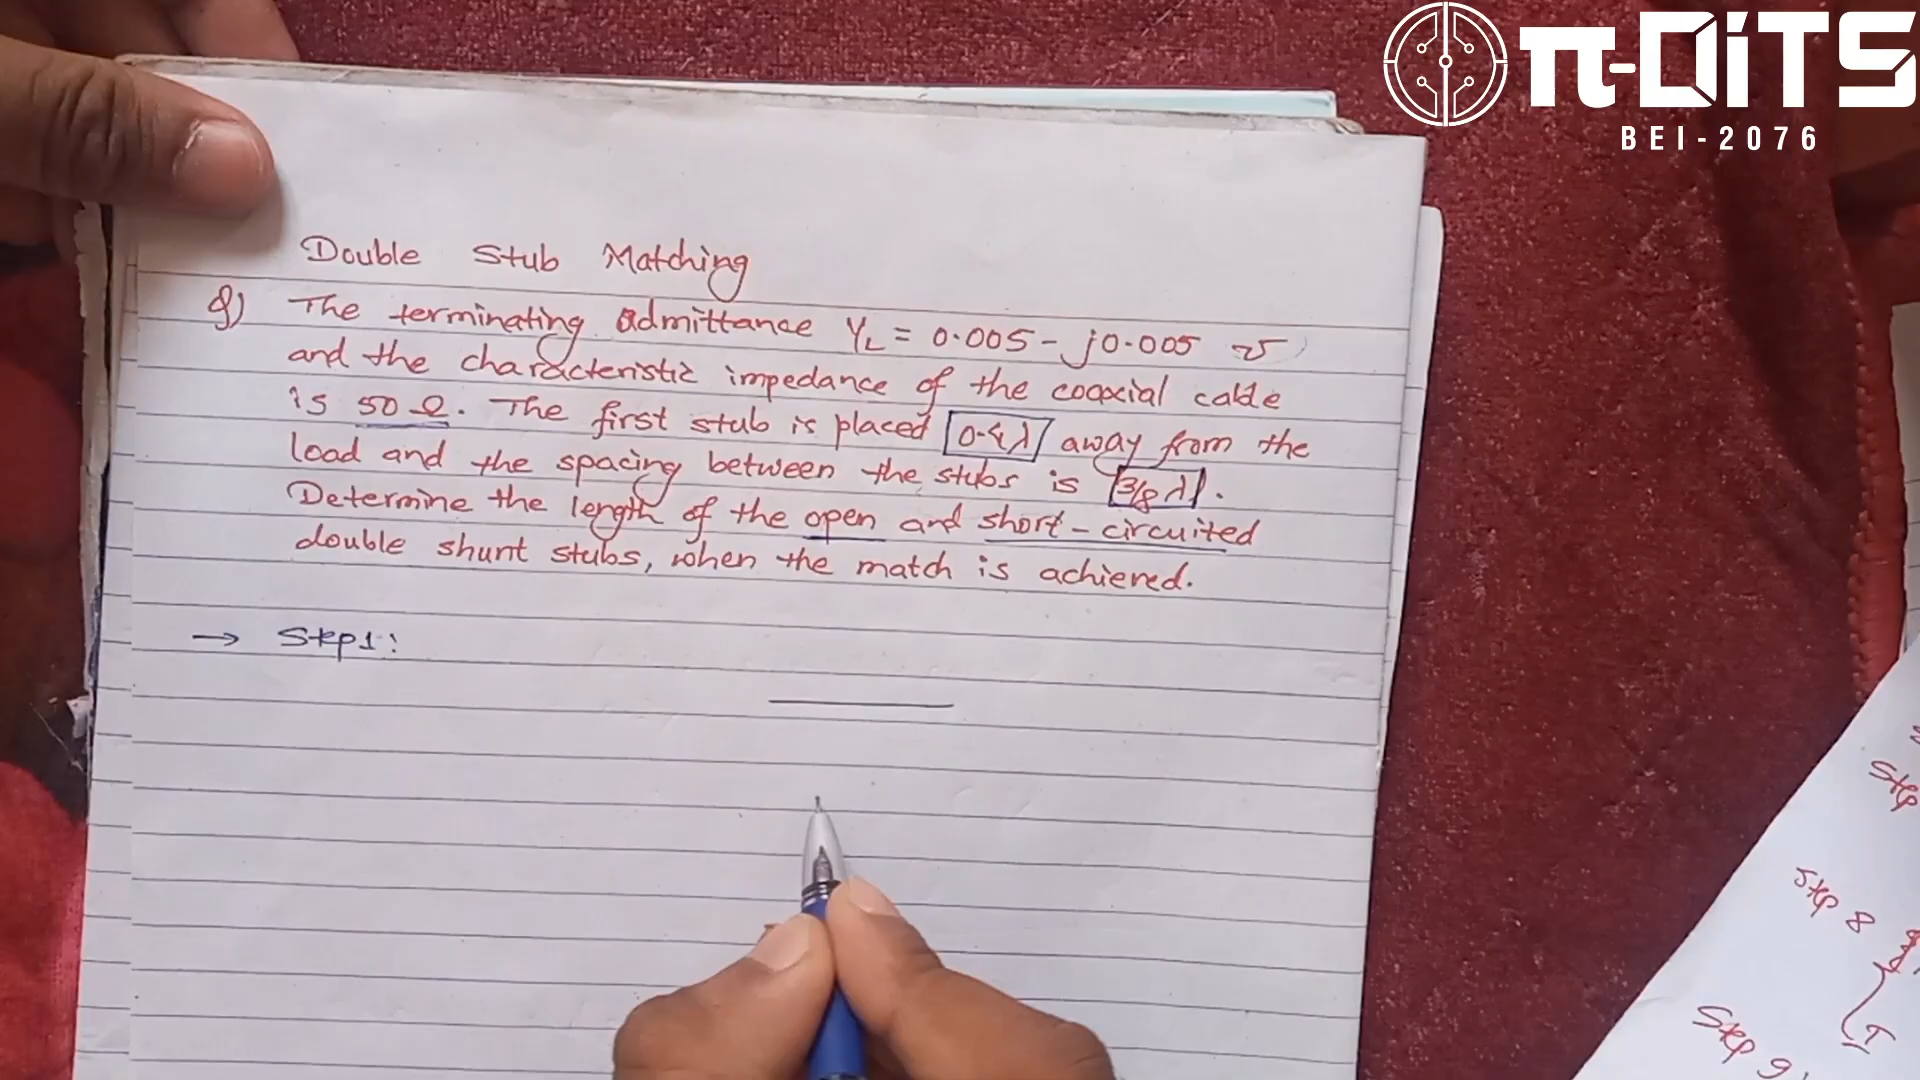 π-DiTS
BEI-2076
Double Stub Matching
Q) The terminating admittance Y_L = 0.005 - j0.005 ℧
and the characteristic impedance of the coaxial cable
is 50 Ω. The first stub is placed 0.4λ away from the
load and the spacing between the stubs is 3/8 λ.
Determine the length of the open and short-circuited
double shunt stubs, when the match is achieved.
→ Step1:
Step
Step 8
Step 9